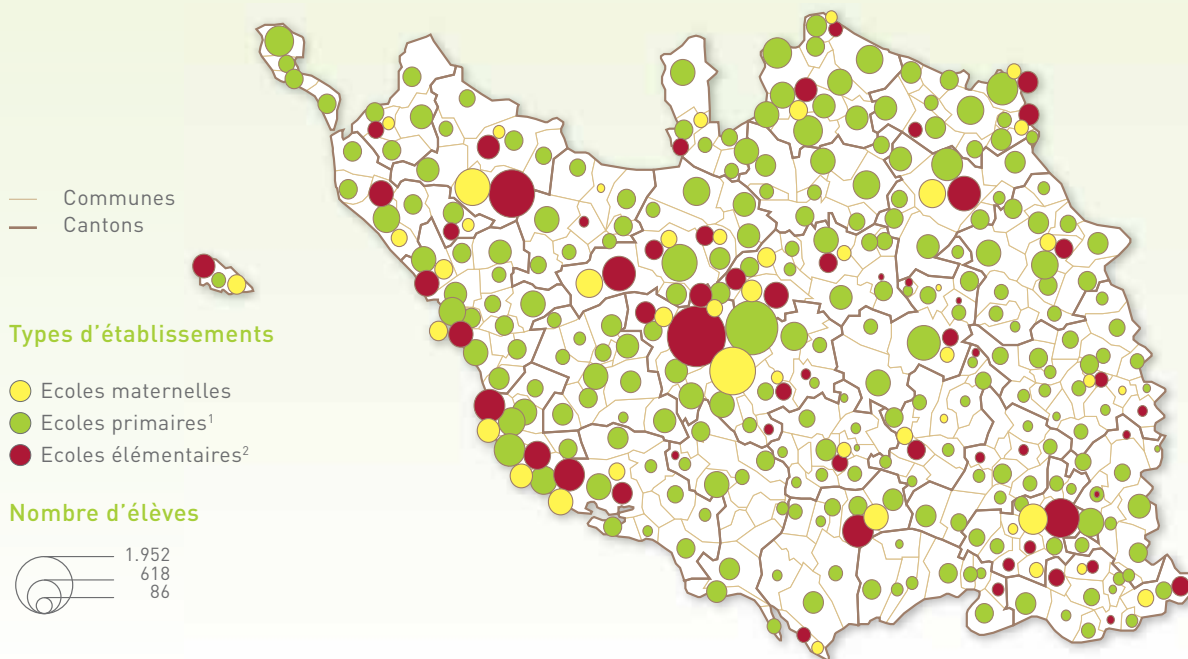 Communes
Cantons
Types d'établissements
Ecoles maternelles
Ecoles primaires¹
Ecoles élémentaires²
Nombre d'élèves
1.952
618
86